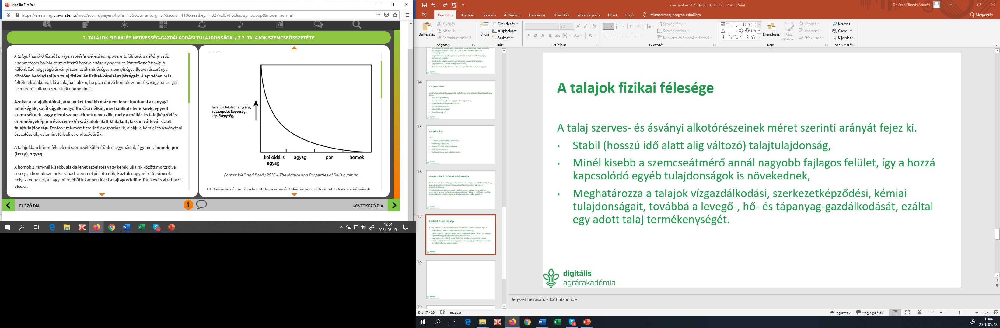 Mozilla Firefox
https://elearning.uni-mate.hu/mod/scorm/player.php?a=155&currentorg=SP&scoid=418&sesskey=H8Z7vzf5VF&display=popup&mode=normal
2. TALAJOK FIZIKAI ÉS NEDVESSÉG-GAZDÁLKODÁSI TULAJDONSÁGAI / 2.2. TALAJOK SZEMCSEÖSSZETÉTE
A talajok szilárd fázisában igen sokféle méretű komponens található, a néhány száz
nanométeres kolloid részecskéktől kezdve egész a pár cm-es kőzettörmelékekig. A
különböző nagyságú ásványi szemcsék minősége, mennyisége, illetve részaránya
döntően befolyásolja a talaj fizikai és fizikai-kémiai sajátságait. Alapvetően más
feltételek alakulnak ki a talajban akkor, ha pl. a durva homokszemcsék, vagy ha az igen
kisméretű kolloidrészecskék dominálnak.
Azokat a talajalkotókat, amelyeket tovább már nem lehet bontanai az anyagi
minőségük, sajátságaik megváltozása nélkül, mechanikai elemeknek, egyedi
szemcséknek, vagy elemi szemcséknek nevezzük, mely a mállás és talajképződés
eredményeképpen évezredek/évszázadok alatt kialakult, lassan változó, stabil
talajtulajdonság. Fontos ezek méret szerinti megoszlásuk, alakjuk, kémiai és ásványtani
összetételük, valamint térbeli elrendeződésük.
A talajokban háromféle elemi szemcsét különítünk el egymástól, úgymint: homok, por
(iszap), agyag.
A homok 2 mm-nél kisebb, alakja lehet szögletes vagy kerek, ujjaink között morzsolva
serceg, a homok szemek szabad szemmel jól láthatók, köztük nagyméretű pórusok
helyezkednek el, a nagy méretéből fakadóan kicsi a fajlagos felületük, kevés vizet tart
vissza.
fajlagos felület nagysága,
adszorpciós képesség,
képlékenység,
kolloidális
agyag
agyag
por
homok
Forrás: Weil and Brady 2016 – The Nature and Properties of Soils nyomán
A talajszemcsék mérete között fokozatos és folyamatos az átmenet, a fizikai sajátságok
ELŐZŐ DIA
KÖVETKEZŐ DIA
12:04
2021. 05. 13.
daa_sablon_2021_Talaj_szt_05_13 - PowerPoint
Dr. Szegi Tamás András
Fájl Kezdőlap Beszúrás Tervezés Áttűnések Animációk Diavetítés Véleményezés Nézet Súgó Mutasd meg, hogyan csináljam Megosztás
Beillesztés
Kivágás
Másolás
Formátummásoló
Vágólap
Új dia
Elrendezés
Alaphelyzet
Szakasz
Diák
28
F D A S abc AV Aa A
Betűtípus
Szövegirány
Szövegigazítás
Konvertálás SmartArt-ábrává
Bekezdés
Elrendezés
Kész
stílusok
Kitöltés
Körvonal
Effektusok
Rajz
Keresés
Csere
Kijelölés
Szerkesztés
14
Talajmeszezés
15
Talajok színe
16
Talajok szilárd fázisának tulajdonságai
17
A talajok fizikai félesége
18
19
A talajok fizikai félesége
A talaj szerves- és ásványi alkotórészeinek méret szerinti arányát fejez ki.
• Stabil (hosszú idő alatt alig változó) talajtulajdonság,
• Minél kisebb a szemcseátmérő annál nagyobb fajlagos felület, így a hozzá
kapcsolódó egyéb tulajdonságok is növekednek,
• Meghatározza a talajok vízgazdálkodási, szerkezetképződési, kémiai
tulajdonságait, továbbá a levegő-, hő- és tápanyag-gazdálkodását, ezáltal
egy adott talaj termékenységét.
digitális
agrárakadémia
Jegyzet beírásához kattintson ide
Dia 17 / 20 magyar
Jegyzetek Megjegyzések 108%
12:04
2021. 05. 13.